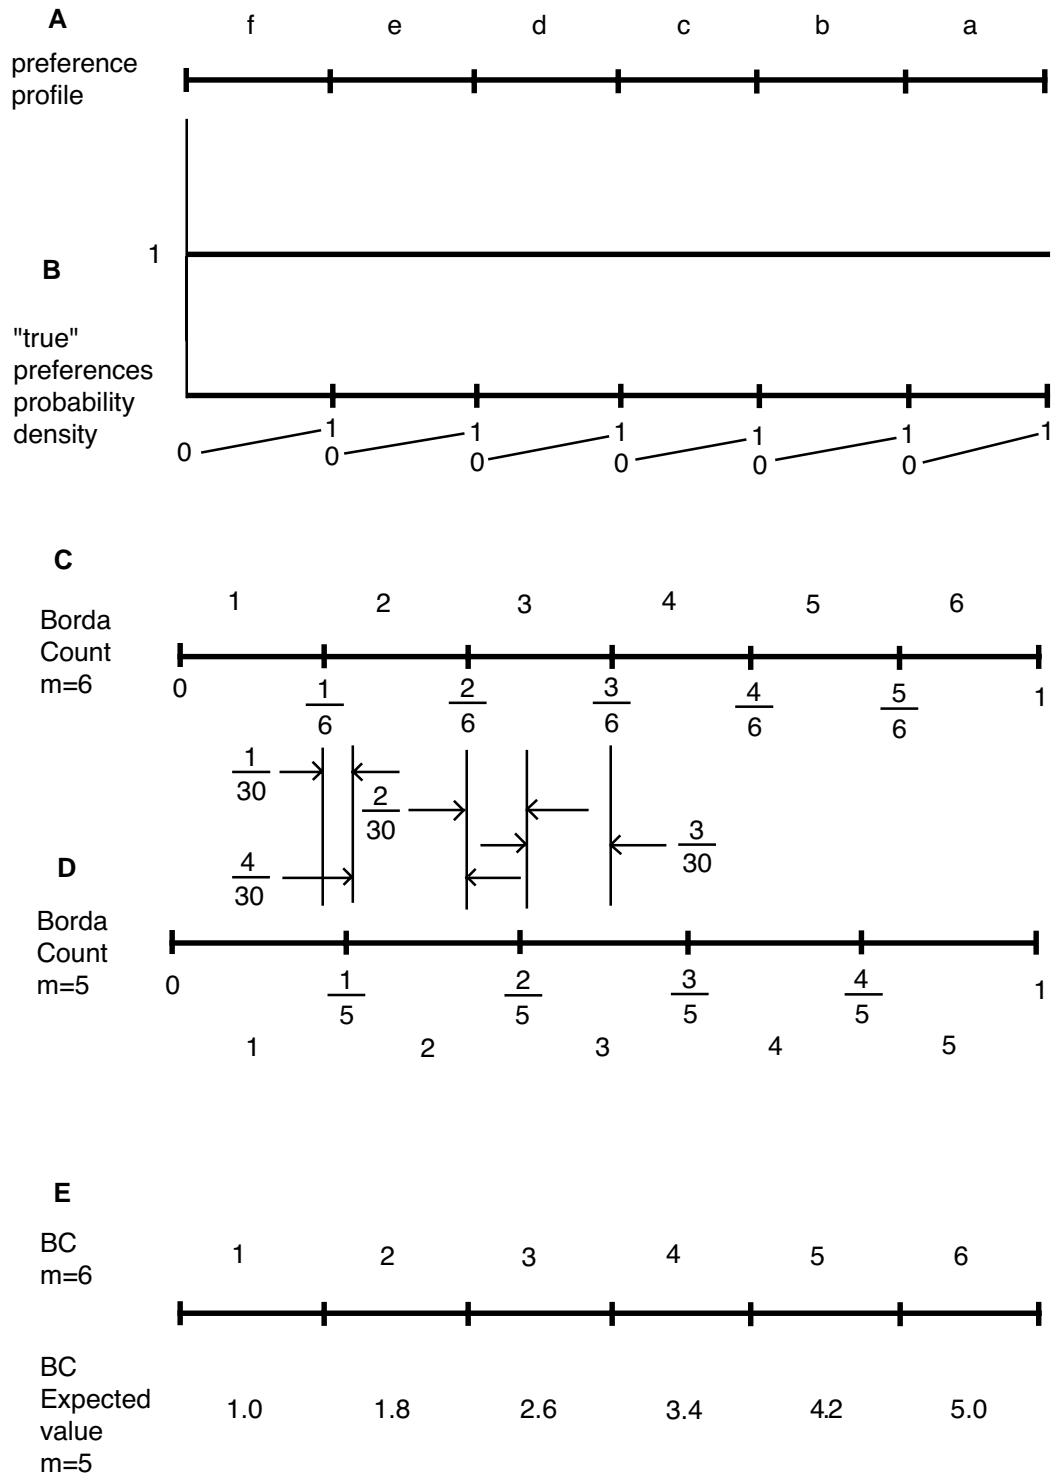 A
f e d c b a
preference
profile
1
B
"true"
preferences
probability
density
1 1 1 1 1 1
0 0 0 0 0 0
C
1 2 3 4 5 6
Borda
Count
m=6
0 1/6 2/6 3/6 4/6 5/6 1
1/30
2/30
3/30
4/30
D
Borda
Count
m=5
0 1/5 2/5 3/5 4/5 1
1 2 3 4 5
E
BC
m=6
1 2 3 4 5 6
BC
Expected
value
m=5
1.0 1.8 2.6 3.4 4.2 5.0